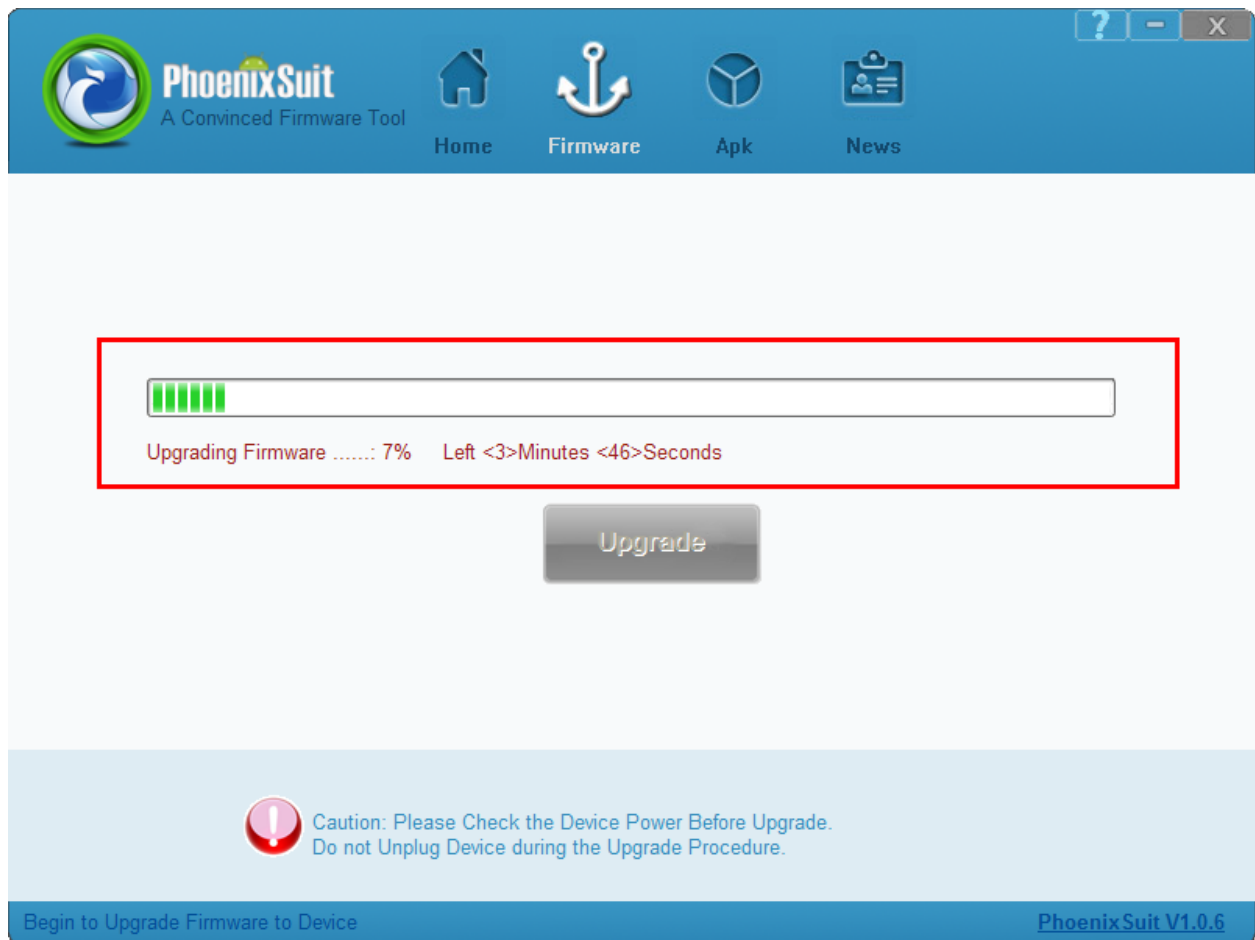 ? – X
PhoenixSuit
A Convinced Firmware Tool
Home Firmware Apk News
Upgrading Firmware ......: 7% Left <3>Minutes <46>Seconds
Upgrade
Caution: Please Check the Device Power Before Upgrade.
Do not Unplug Device during the Upgrade Procedure.
Begin to Upgrade Firmware to Device PhoenixSuit V1.0.6